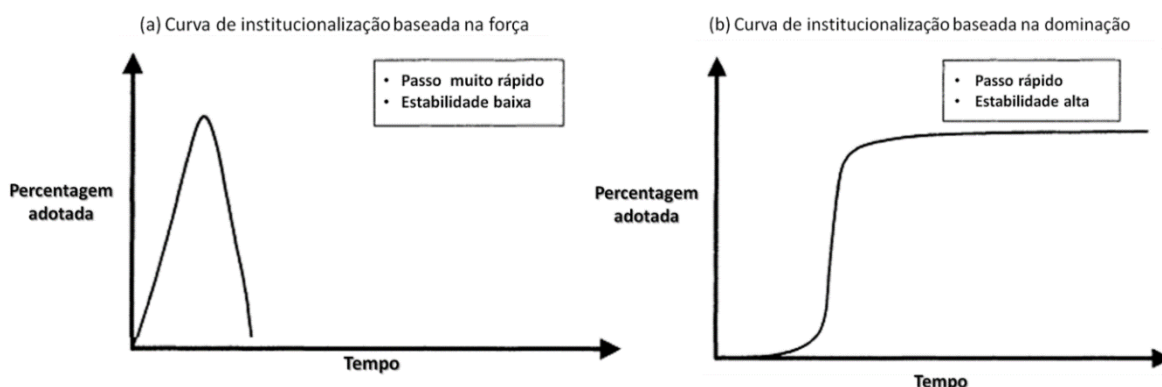 (a) Curva de institucionalização baseada na força
• Passo muito rápido
• Estabilidade baixa
Percentagem
adotada
Tempo
(b) Curva de institucionalização baseada na dominação
• Passo rápido
• Estabilidade alta
Percentagem
adotada
Tempo